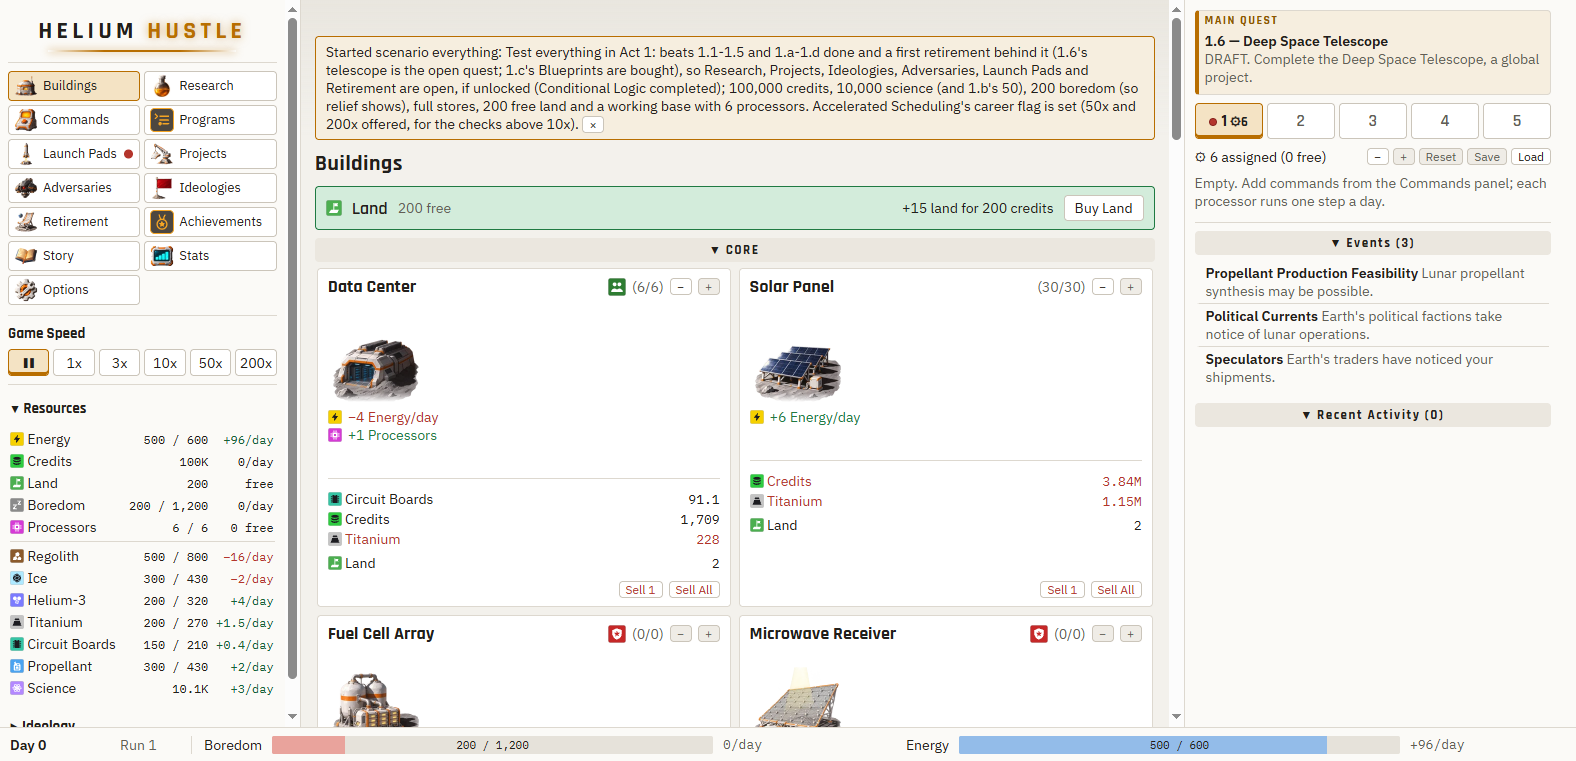 HELIUM HUSTLE
Buildings
Research
Commands
Programs
Launch Pads
Projects
Adversaries
Ideologies
Retirement
Achievements
Story
Stats
Options
Game Speed
1x 3x 10x 50x 200x
▼ Resources
Energy 500 / 600 +96/day
Credits 100K 0/day
Land 200 free
Boredom 200 / 1,200 0/day
Processors 6 / 6 0 free
Regolith 500 / 800 −16/day
Ice 300 / 430 −2/day
Helium-3 200 / 320 +4/day
Titanium 200 / 270 +1.5/day
Circuit Boards 150 / 210 +0.4/day
Propellant 300 / 430 +2/day
Science 10.1K +3/day
▸ Ideology
Started scenario everything: Test everything in Act 1: beats 1.1-1.5 and 1.a-1.d done and a first retirement behind it (1.6's
telescope is the open quest; 1.c's Blueprints are bought), so Research, Projects, Ideologies, Adversaries, Launch Pads and
Retirement are open, if unlocked (Conditional Logic completed); 100,000 credits, 10,000 science (and 1.b's 50), 200 boredom (so
relief shows), full stores, 200 free land and a working base with 6 processors. Accelerated Scheduling's career flag is set (50x and
200x offered, for the checks above 10x). ×
Buildings
Land 200 free +15 land for 200 credits Buy Land
▼ CORE
Data Center (6/6) − +
−4 Energy/day
+1 Processors
Circuit Boards 91.1
Credits 1,709
Titanium 228
Land 2
Sell 1 Sell All
Solar Panel (30/30) − +
+6 Energy/day
Credits 3.84M
Titanium 1.15M
Land 2
Sell 1 Sell All
Fuel Cell Array (0/0) − +
Microwave Receiver (0/0) − +
MAIN QUEST
1.6 — Deep Space Telescope
DRAFT. Complete the Deep Space Telescope, a global
project.
1 ⚙6 2 3 4 5
⚙ 6 assigned (0 free) − + Reset Save Load
Empty. Add commands from the Commands panel; each
processor runs one step a day.
▼ Events (3)
Propellant Production Feasibility Lunar propellant
synthesis may be possible.
Political Currents Earth's political factions take
notice of lunar operations.
Speculators Earth's traders have noticed your
shipments.
▼ Recent Activity (0)
Day 0 Run 1 Boredom 200 / 1,200 0/day Energy 500 / 600 +96/day